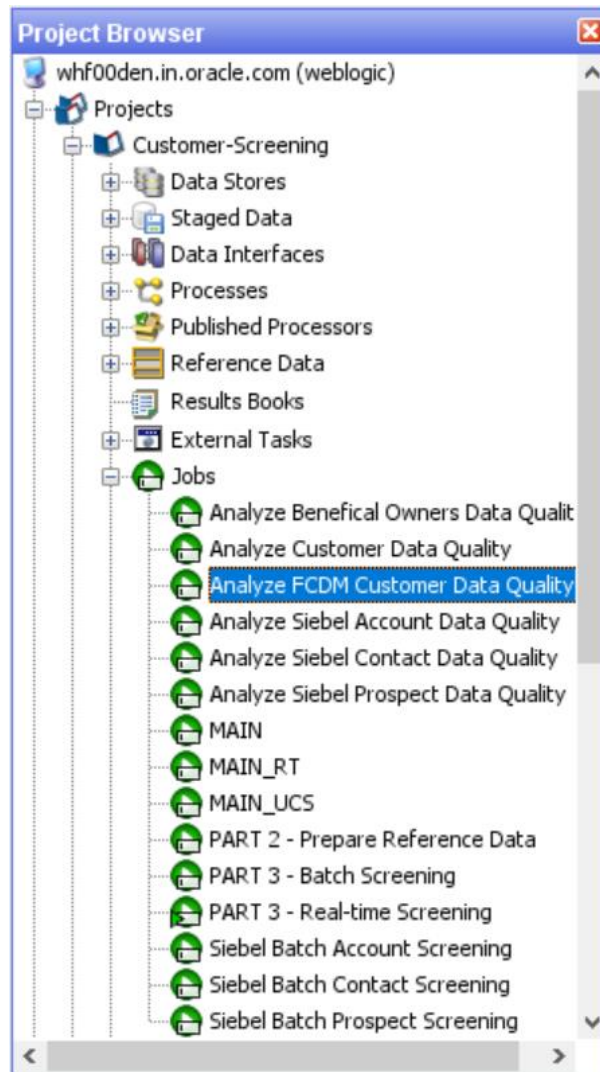 Project Browser
whf00den.in.oracle.com (weblogic)
Projects
Customer-Screening
Data Stores
Staged Data
Data Interfaces
Processes
Published Processors
Reference Data
Results Books
External Tasks
Jobs
Analyze Benefical Owners Data Qualit
Analyze Customer Data Quality
Analyze FCDM Customer Data Quality
Analyze Siebel Account Data Quality
Analyze Siebel Contact Data Quality
Analyze Siebel Prospect Data Quality
MAIN
MAIN_RT
MAIN_UCS
PART 2 - Prepare Reference Data
PART 3 - Batch Screening
PART 3 - Real-time Screening
Siebel Batch Account Screening
Siebel Batch Contact Screening
Siebel Batch Prospect Screening